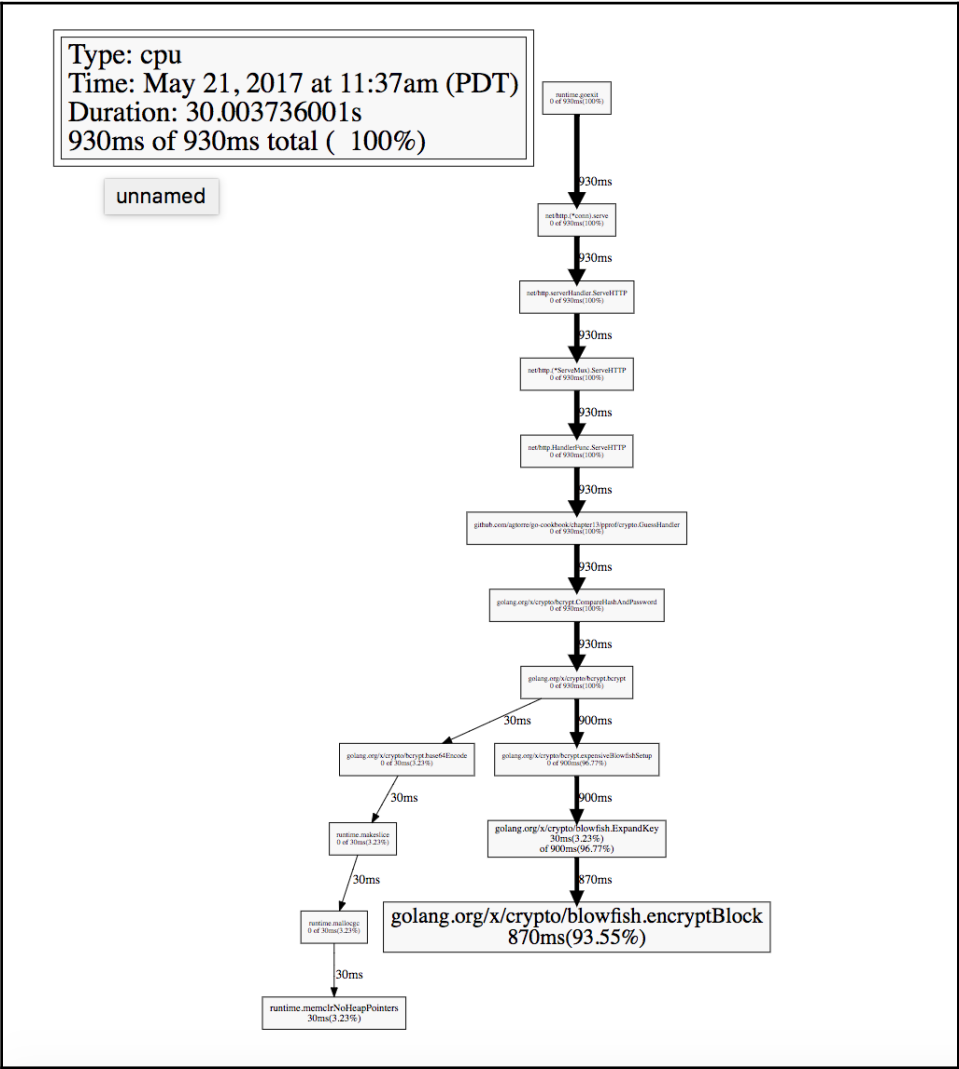 Type: cpu
Time: May 21, 2017 at 11:37am (PDT)
Duration: 30.003736001s
930ms of 930ms total ( 100%)
unnamed
runtime.goexit
0 of 930ms(100%)
930ms
net/http.(*conn).serve
0 of 930ms(100%)
930ms
net/http.serverHandler.ServeHTTP
0 of 930ms(100%)
930ms
net/http.(*ServeMux).ServeHTTP
0 of 930ms(100%)
930ms
net/http.HandlerFunc.ServeHTTP
0 of 930ms(100%)
930ms
github.com/agtorre/go-cookbook/chapter13/pprof/crypto.GuessHandler
0 of 930ms(100%)
930ms
golang.org/x/crypto/bcrypt.CompareHashAndPassword
0 of 930ms(100%)
930ms
golang.org/x/crypto/bcrypt.bcrypt
0 of 930ms(100%)
30ms
900ms
golang.org/x/crypto/bcrypt.base64Encode
0 of 30ms(3.23%)
golang.org/x/crypto/bcrypt.expensiveBlowfishSetup
0 of 900ms(96.77%)
30ms
900ms
runtime.makeslice
0 of 30ms(3.23%)
golang.org/x/crypto/blowfish.ExpandKey
30ms(3.23%)
of 900ms(96.77%)
30ms
870ms
runtime.mallocgc
0 of 30ms(3.23%)
golang.org/x/crypto/blowfish.encryptBlock
870ms(93.55%)
30ms
runtime.memclrNoHeapPointers
30ms(3.23%)